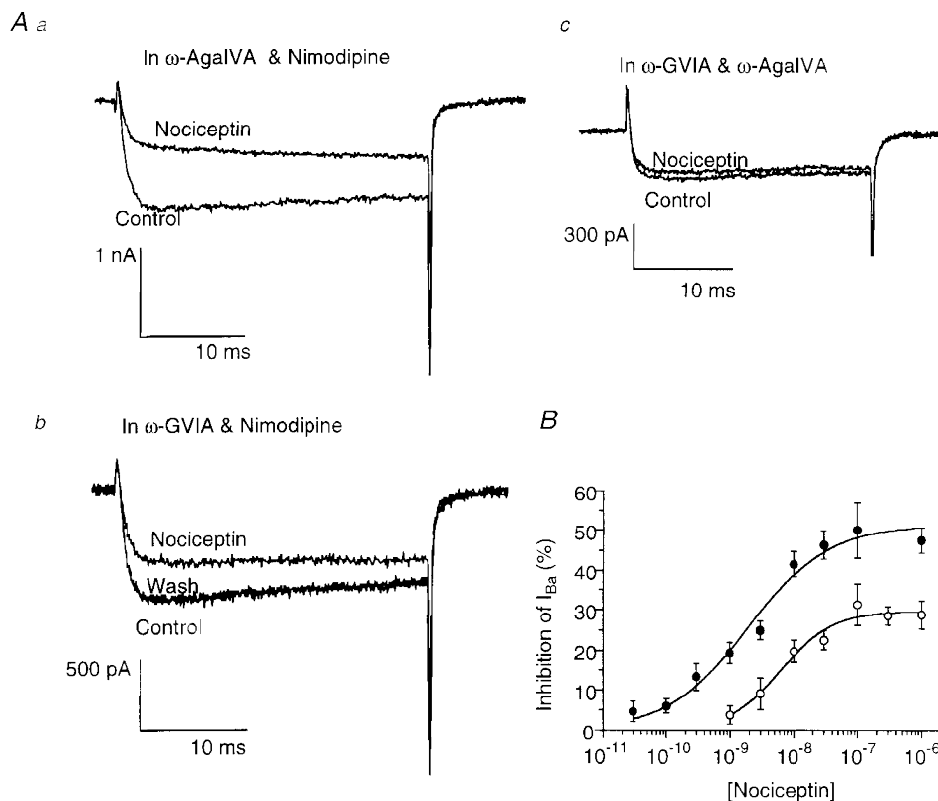 A a
In ω-AgaIVA & Nimodipine
Nociceptin
Control
1 nA
10 ms
c
In ω-GVIA & ω-AgaIVA
Nociceptin
Control
300 pA
10 ms
b
In ω-GVIA & Nimodipine
Nociceptin
Wash
Control
500 pA
10 ms
B
Inhibition of I_Ba (%)
60
50
40
30
20
10
0
10⁻¹¹ 10⁻¹⁰ 10⁻⁹ 10⁻⁸ 10⁻⁷ 10⁻⁶
[Nociceptin]